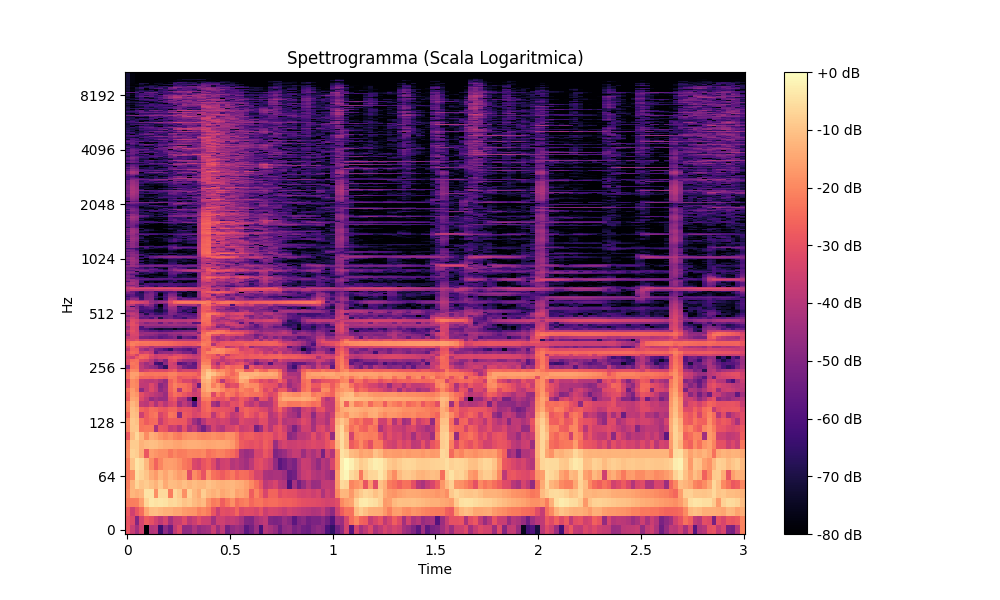 Spettrogramma (Scala Logaritmica)
Hz
8192
4096
2048
1024
512
256
128
64
0
0
0.5
1
1.5
2
2.5
3
Time
+0 dB
-10 dB
-20 dB
-30 dB
-40 dB
-50 dB
-60 dB
-70 dB
-80 dB